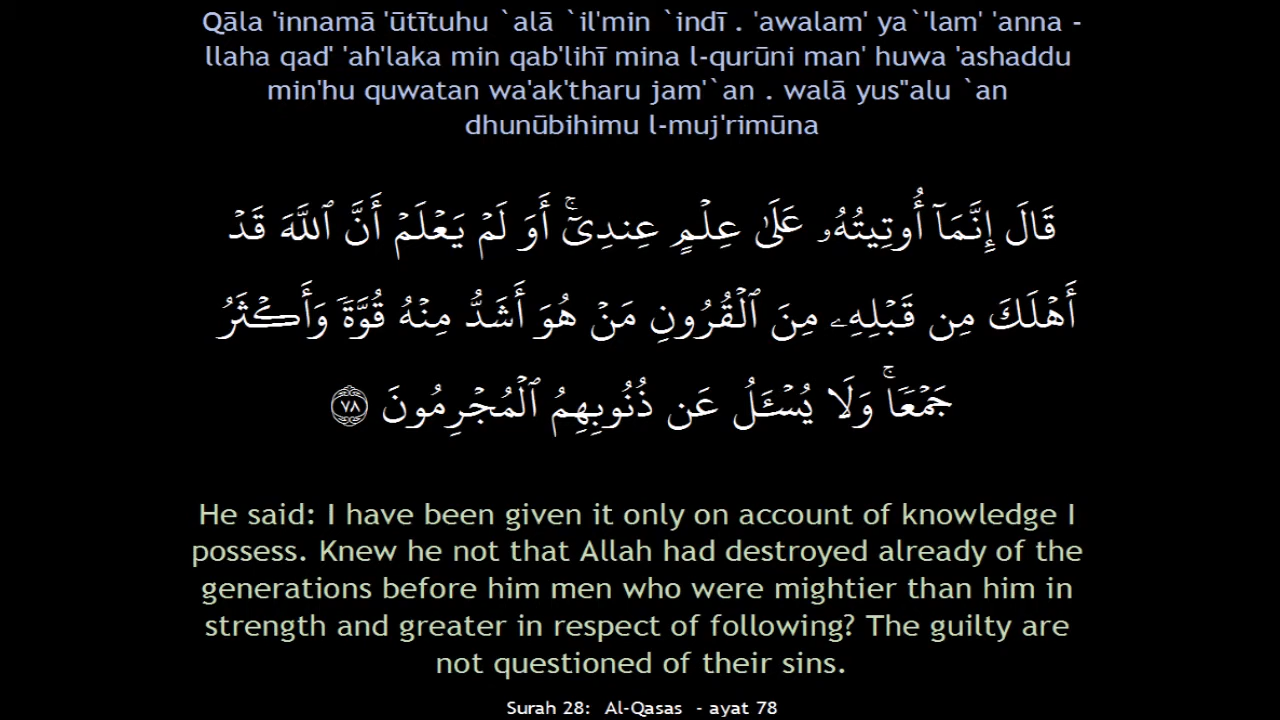 Qāla 'innamā 'ūtītuhu `alā `il'min `indī . 'awalam' ya`'lam' 'anna -
llaha qad' 'ah'laka min qab'lihī mina l-qurūni man' huwa 'ashaddu
min'hu quwatan wa'ak'tharu jam'`an . walā yus"alu `an
dhunūbihimu l-muj'rimūna
قَالَ إِنَّمَآ أُوتِيتُهُۥ عَلَىٰ عِلۡمٍ عِندِيٓۚ أَوَ لَمۡ يَعۡلَمۡ أَنَّ ٱللَّهَ قَدۡ
أَهۡلَكَ مِن قَبۡلِهِۦ مِنَ ٱلۡقُرُونِ مَنۡ هُوَ أَشَدُّ مِنۡهُ قُوَّةٗ وَأَكۡثَرُ
جَمۡعٗاۚ وَلَا يُسۡـَٔلُ عَن ذُنُوبِهِمُ ٱلۡمُجۡرِمُونَ ٧٨
He said: I have been given it only on account of knowledge I
possess. Knew he not that Allah had destroyed already of the
generations before him men who were mightier than him in
strength and greater in respect of following? The guilty are
not questioned of their sins.
Surah 28: Al-Qasas - ayat 78